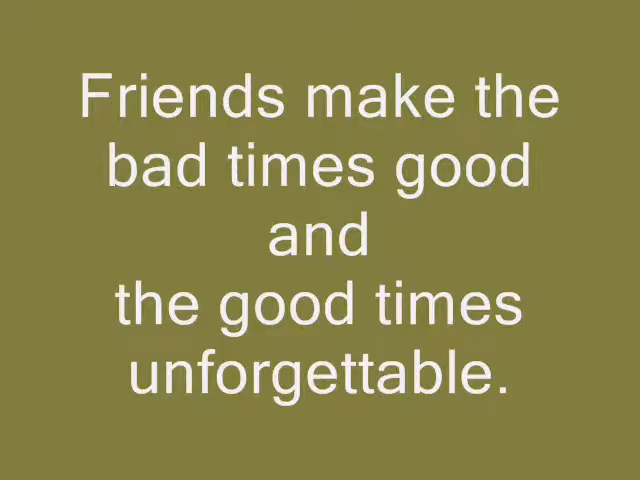 Friends make the
bad times good
and
the good times
unforgettable.